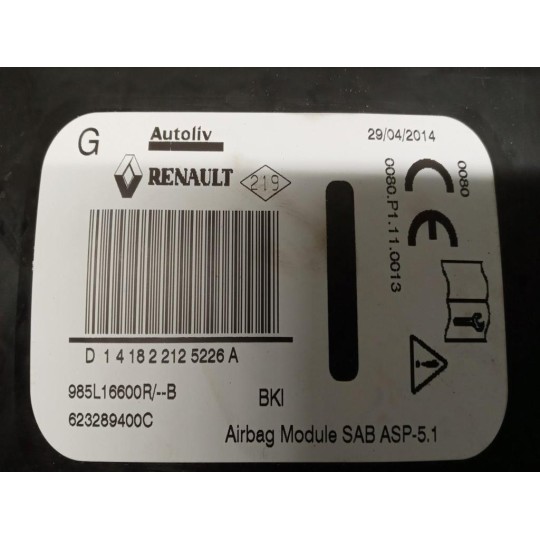 G
Autoliv
29/04/2014
RENAULT
219
CE
0080
0080.P1.11.0013
D 1 4 18 2 212 5226 A
985L16600R/--B
BKI
623289400C
Airbag Module SAB ASP-5.1